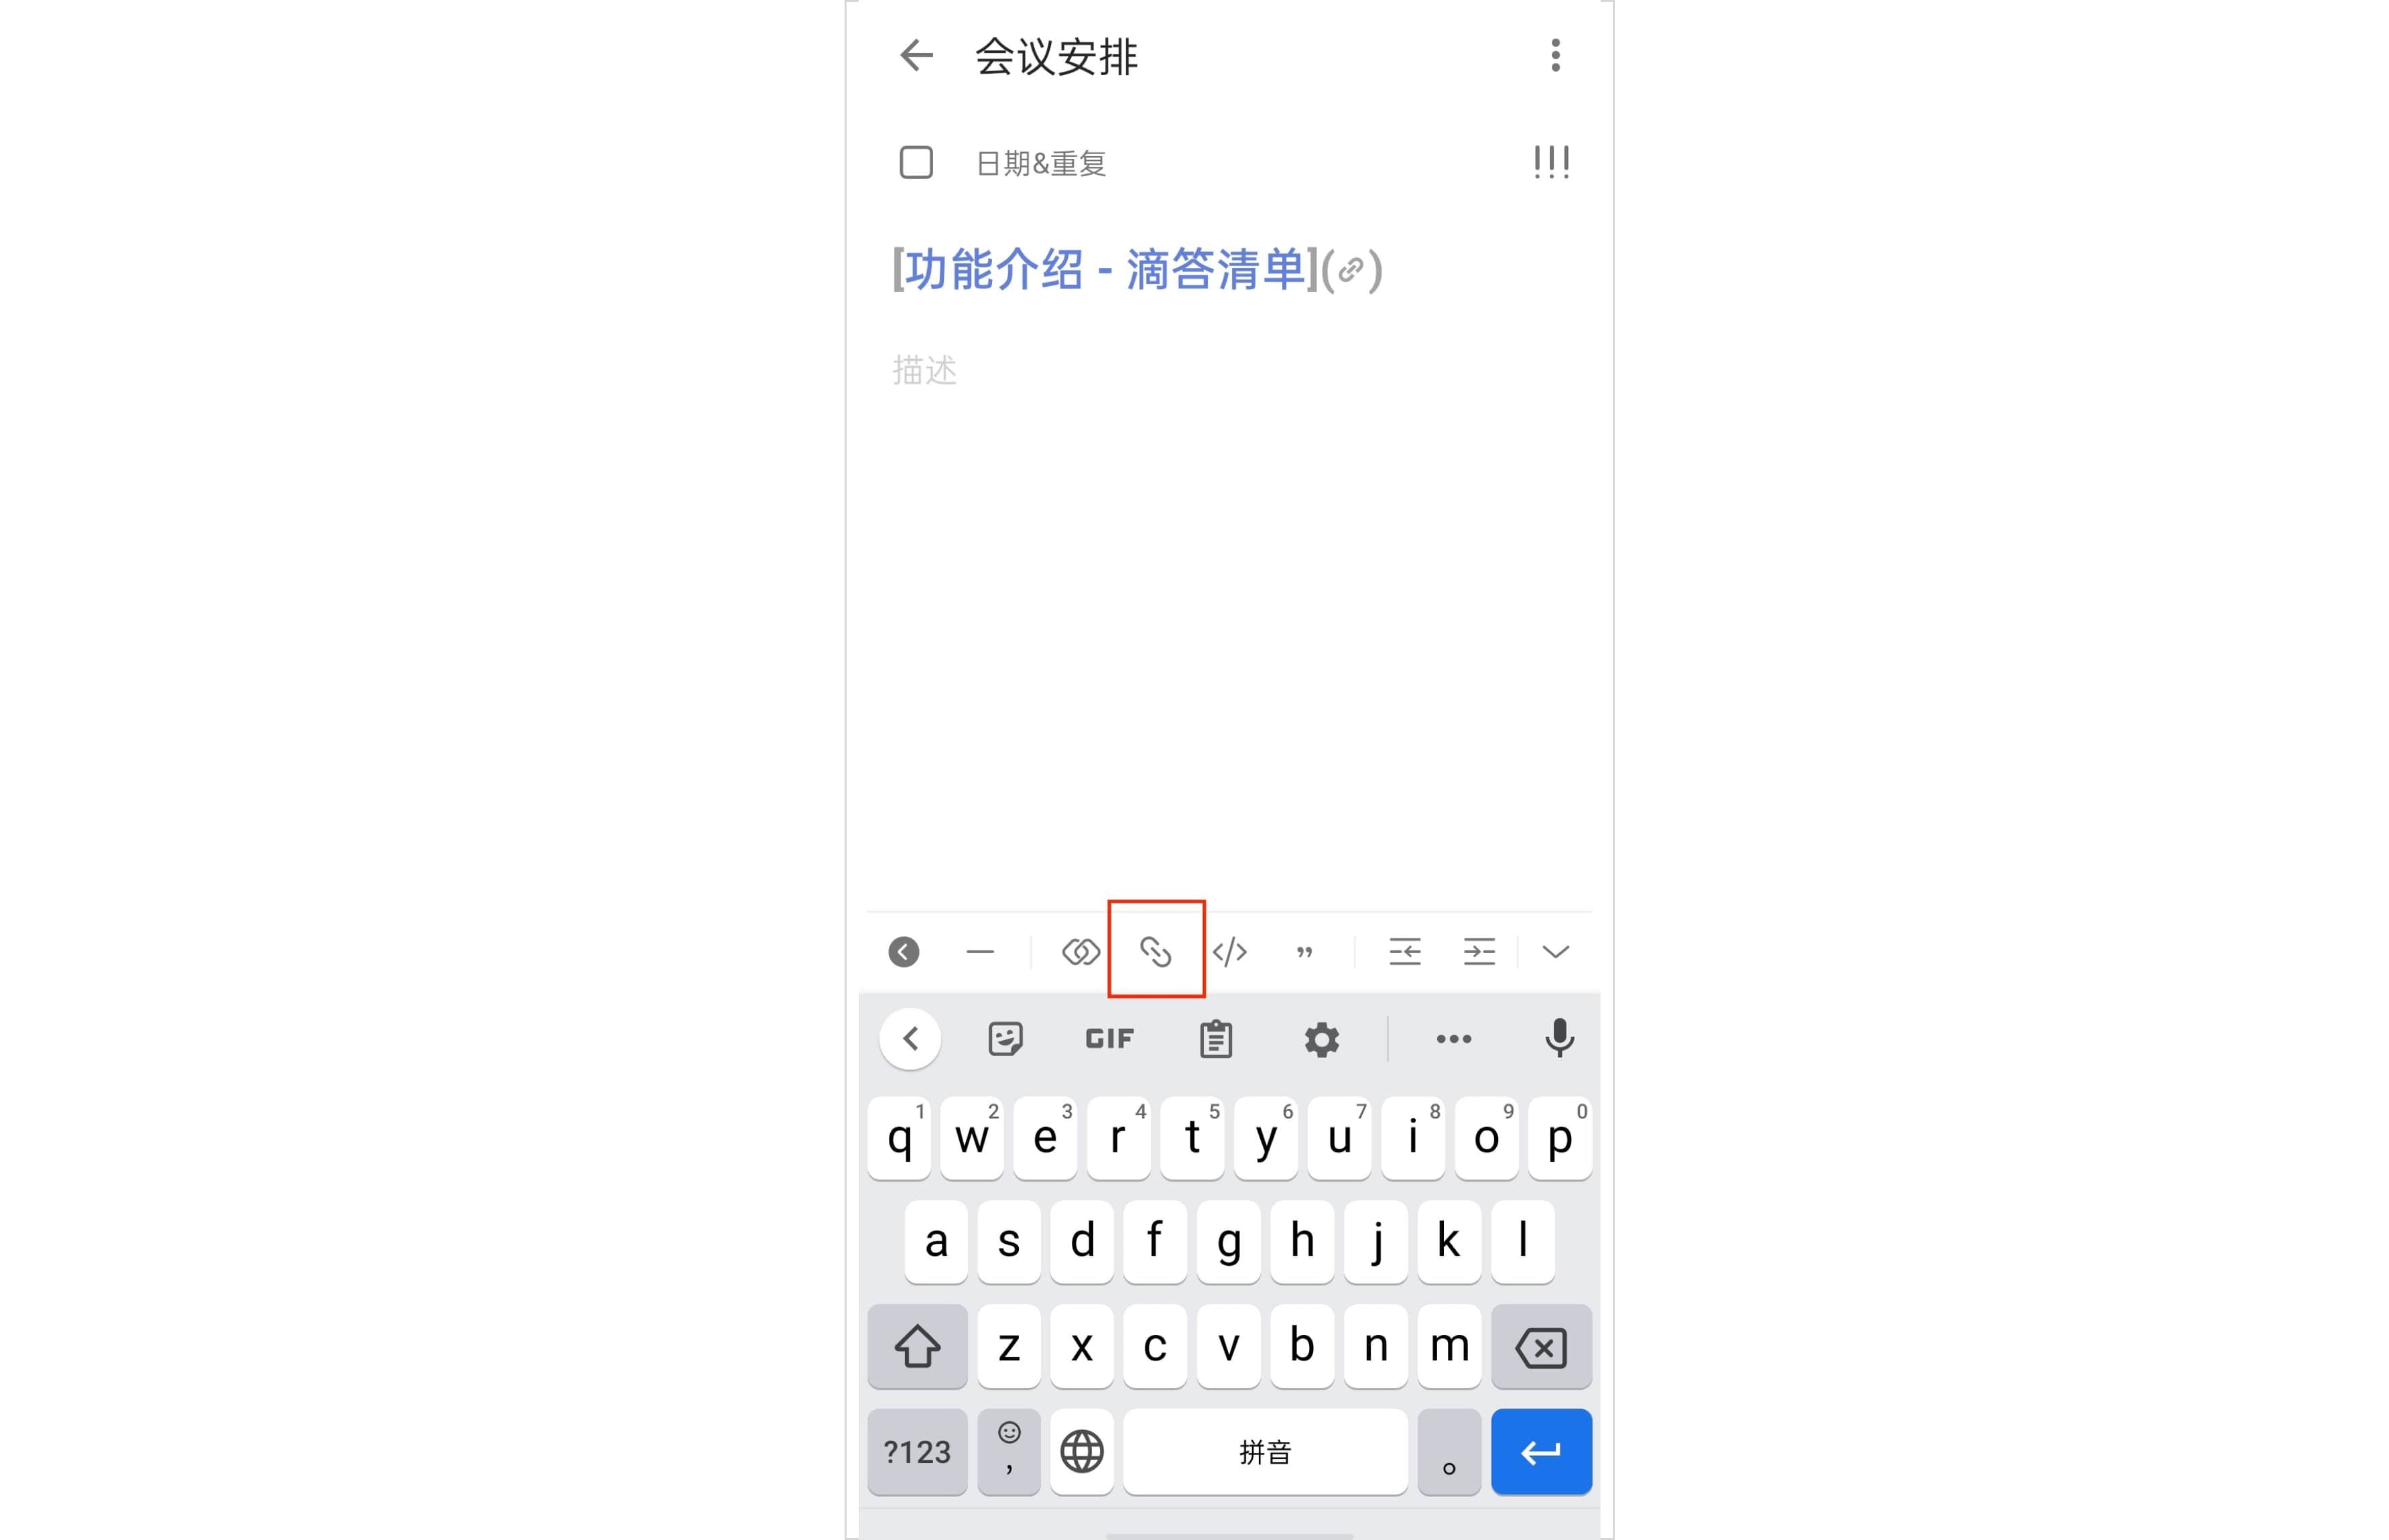 会议安排
日期&重复
!!!
[功能介绍 - 滴答清单]()
描述
</>
”
GIF
1 2 3 4 5 6 7 8 9 0
q w e r t y u i o p
a s d f g h j k l
z x c v b n m
?123 , 拼音 。